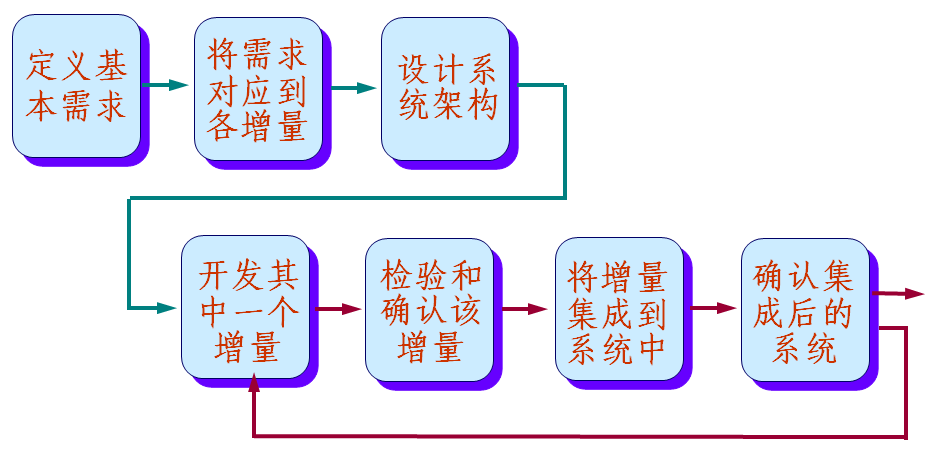 定义基
本需求
将需求
对应到
各增量
设计系
统架构
开发其
中一个
增量
检验和
确认该
增量
将增量
集成到
系统中
确认集
成后的
系统